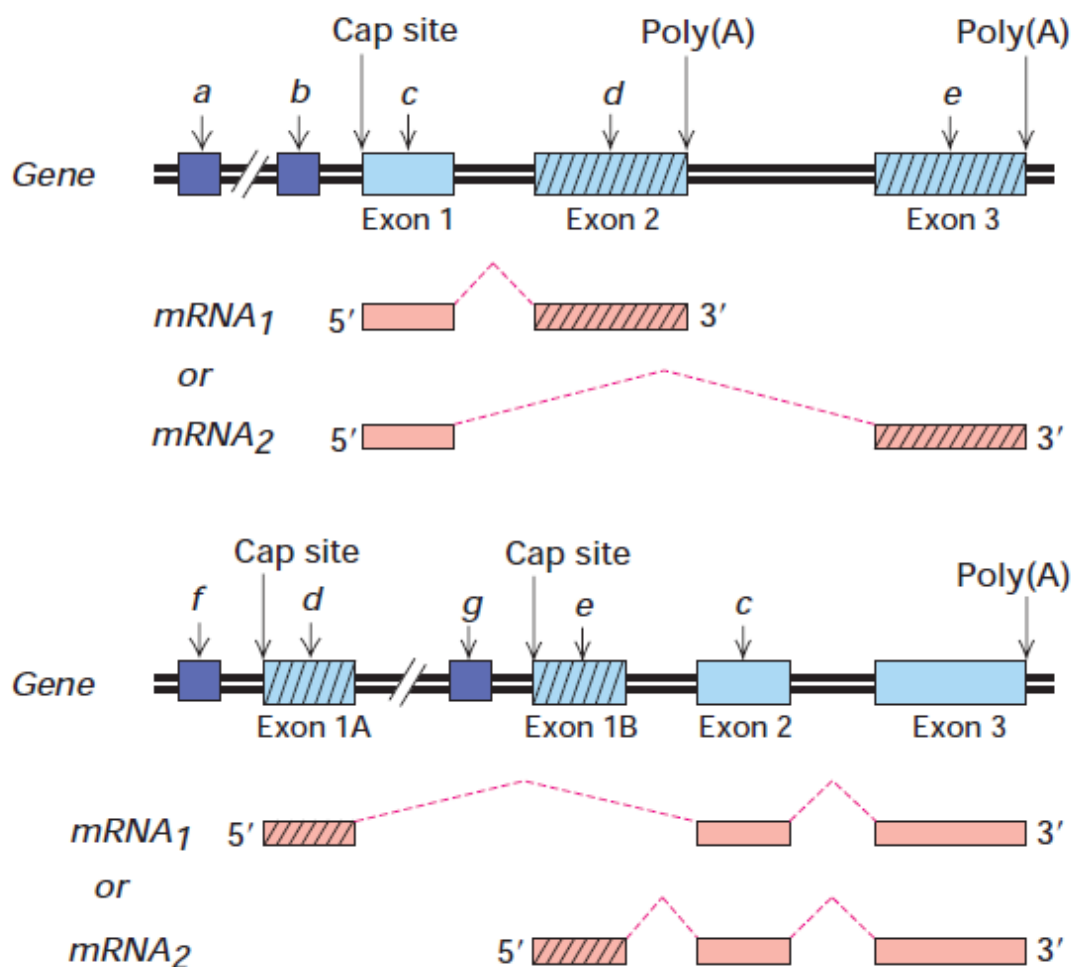 Cap site Poly(A) Poly(A)
a b c d e
Gene
Exon 1 Exon 2 Exon 3
mRNA1 5′ 3′
or
mRNA2 5′ 3′
Cap site Cap site Poly(A)
f d g e c
Gene
Exon 1A Exon 1B Exon 2 Exon 3
mRNA1 5′ 3′
or
mRNA2 5′ 3′